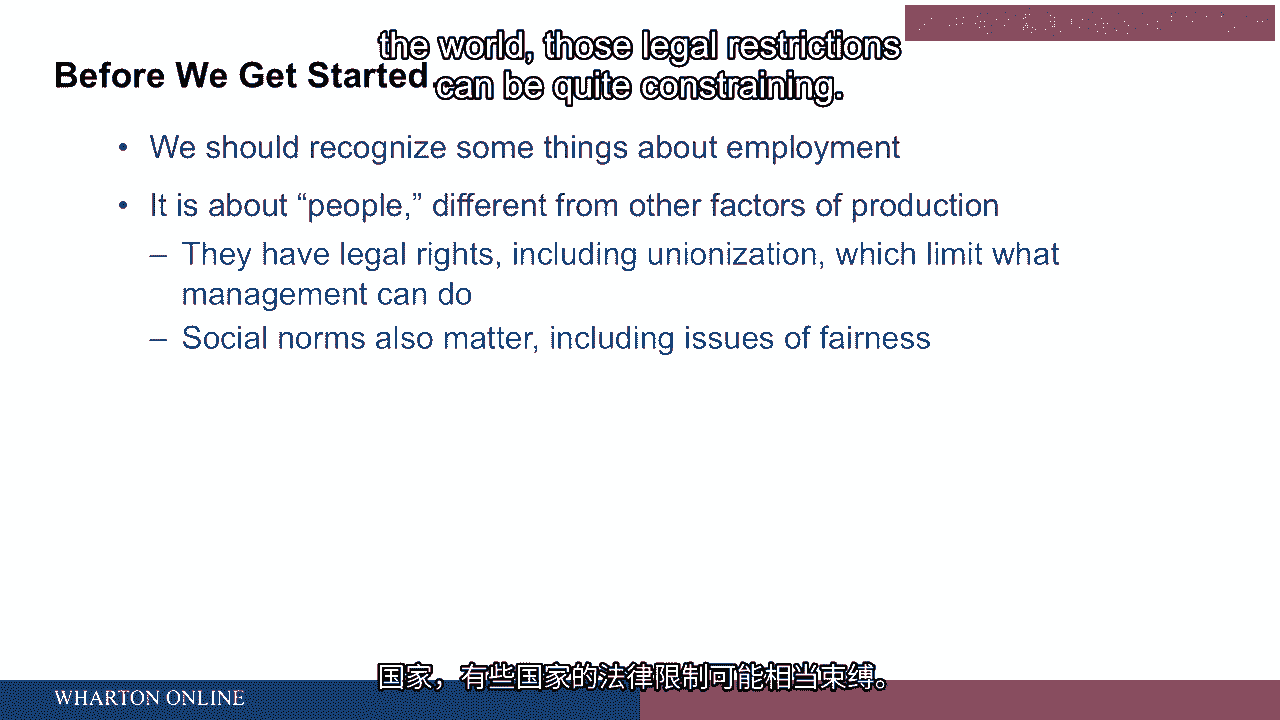 the world, those legal restrictions
can be quite constraining.
Before We Get Started
• We should recognize some things about employment
• It is about “people,” different from other factors of production
– They have legal rights, including unionization, which limit what
management can do
– Social norms also matter, including issues of fairness
国家，有些国家的法律限制可能相当束缚。
WHARTON ONLINE